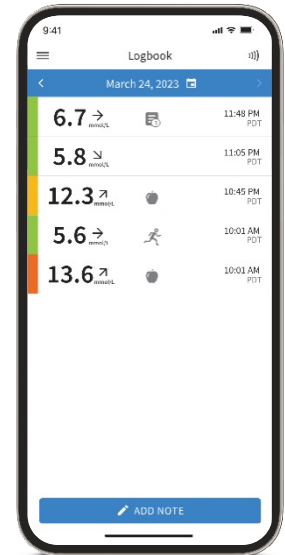 9:41
Logbook
March 24, 2023
6.7 mmol/L 11:48 PM
PDT
5.8 mmol/L 11:05 PM
PDT
12.3 mmol/L 10:45 PM
PDT
5.6 mmol/L 10:01 AM
PDT
13.6 mmol/L 10:01 AM
PDT
ADD NOTE